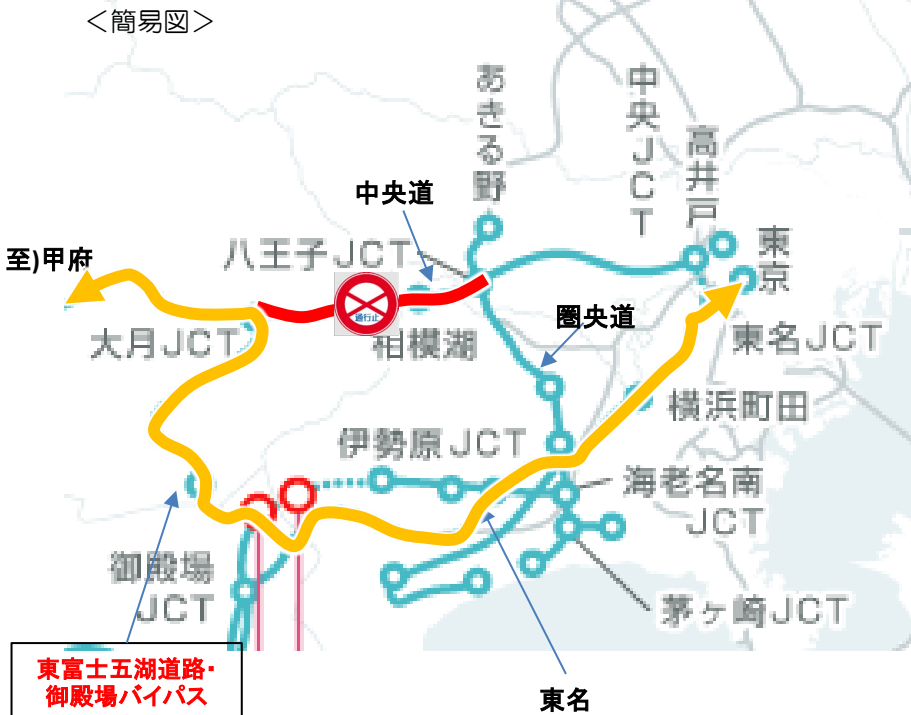 <簡易図>
あきる野
中央JCT
高井戸
東京
中央道
八王子JCT
至)甲府
通行止
圏央道
大月JCT
相模湖
東名JCT
横浜町田
伊勢原JCT
海老名南
JCT
御殿場
JCT
茅ヶ崎JCT
東富士五湖道路・
御殿場バイパス
東名